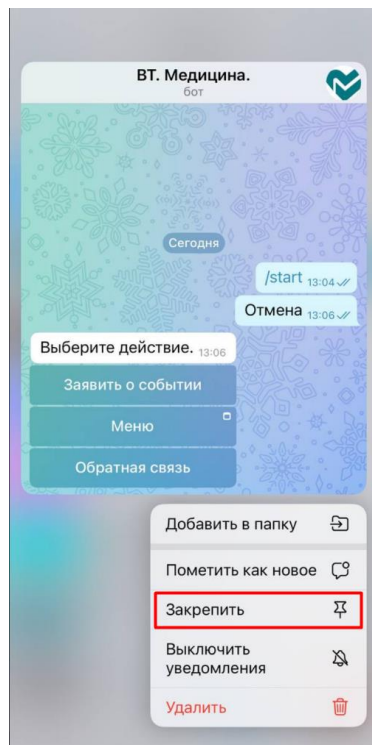 ВТ. Медицина.
бот
Сегодня
/start 13:04
Отмена 13:06
Выберите действие. 13:06
Заявить о событии
Меню
Обратная связь
Добавить в папку
Пометить как новое
Закрепить
Выключить
уведомления
Удалить